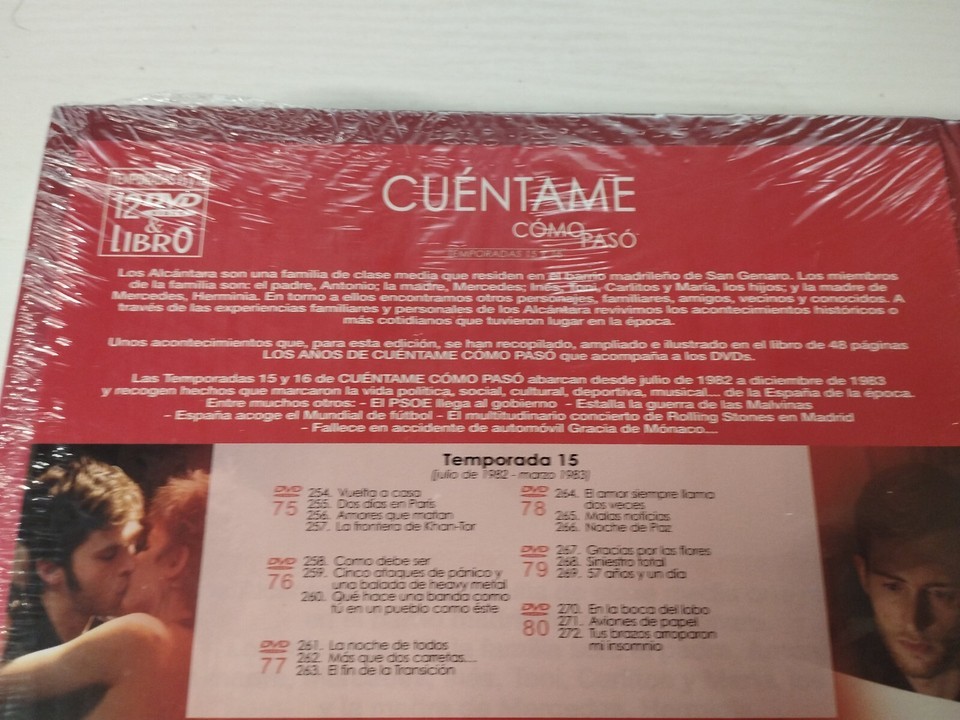 12 DVD
&
LIBRO
CUÉNTAME
CÓMO
PASÓ
TEMPORADAS 15
Los Alcántara son una familia de clase media que residen en el barrio madrileño de San Genaro. Los miembros
de la familia son: el padre, Antonio; la madre, Mercedes; Inés, Toni, Carlitos y María, los hijos; y la madre de
Mercedes, Herminia. En torno a ellos encontramos otros personajes, familiares, amigos, vecinos y conocidos. A
través de las experiencias familiares y personales de los Alcántara revivimos los acontecimientos históricos o
más cotidianos que tuvieron lugar en la época.
Unos acontecimientos que, para esta edición, se han recopilado, ampliado e ilustrado en el libro de 48 páginas
LOS AÑOS DE CUÉNTAME CÓMO PASÓ que acompaña a los DVDs.
Las Temporadas 15 y 16 de CUÉNTAME CÓMO PASÓ abarcan desde julio de 1982 a diciembre de 1983
y recogen hechos que marcaron la vida política, social, cultural, deportiva, musical... de la España de la época.
Entre muchos otros: - El PSOE llega al gobierno - Estalla la guerra de las Malvinas
- España acoge el Mundial de fútbol - El multitudinario concierto de Rolling Stones en Madrid
- Fallece en accidente de automóvil Gracia de Mónaco...
Temporada 15
(julio de 1982 - marzo 1983)
DVD
75
254. Vuelta a casa
255. Dos días en París
256. Amores que matan
257. La frontera de Khan-Tor
DVD
76
258. Como debe ser
259. Cinco ataques de pánico y
una balada de heavy metal
260. Qué hace una banda como
tú en un pueblo como éste
DVD
77
261. La noche de todos
262. Más que dos carretas...
263. El fin de la Transición
DVD
78
264. El amor siempre llama
dos veces
265. Malas noticias
266. Noche de Paz
DVD
79
267. Gracias por las flores
268. Siniestro total
269. 57 años y un día
DVD
80
270. En la boca del lobo
271. Aviones de papel
272. Tus brazos arroparon
mi insomnio